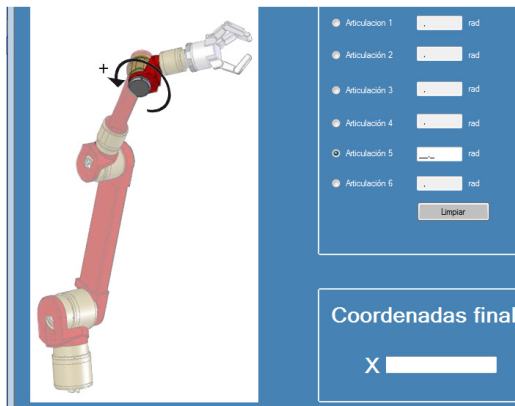 +
Articulacion 1 . rad
Articulación 2 . rad
Articulación 3 . rad
Articulación 4 . rad
Articulación 5 __._ rad
Articulación 6 . rad
Limpiar
Coordenadas final
X